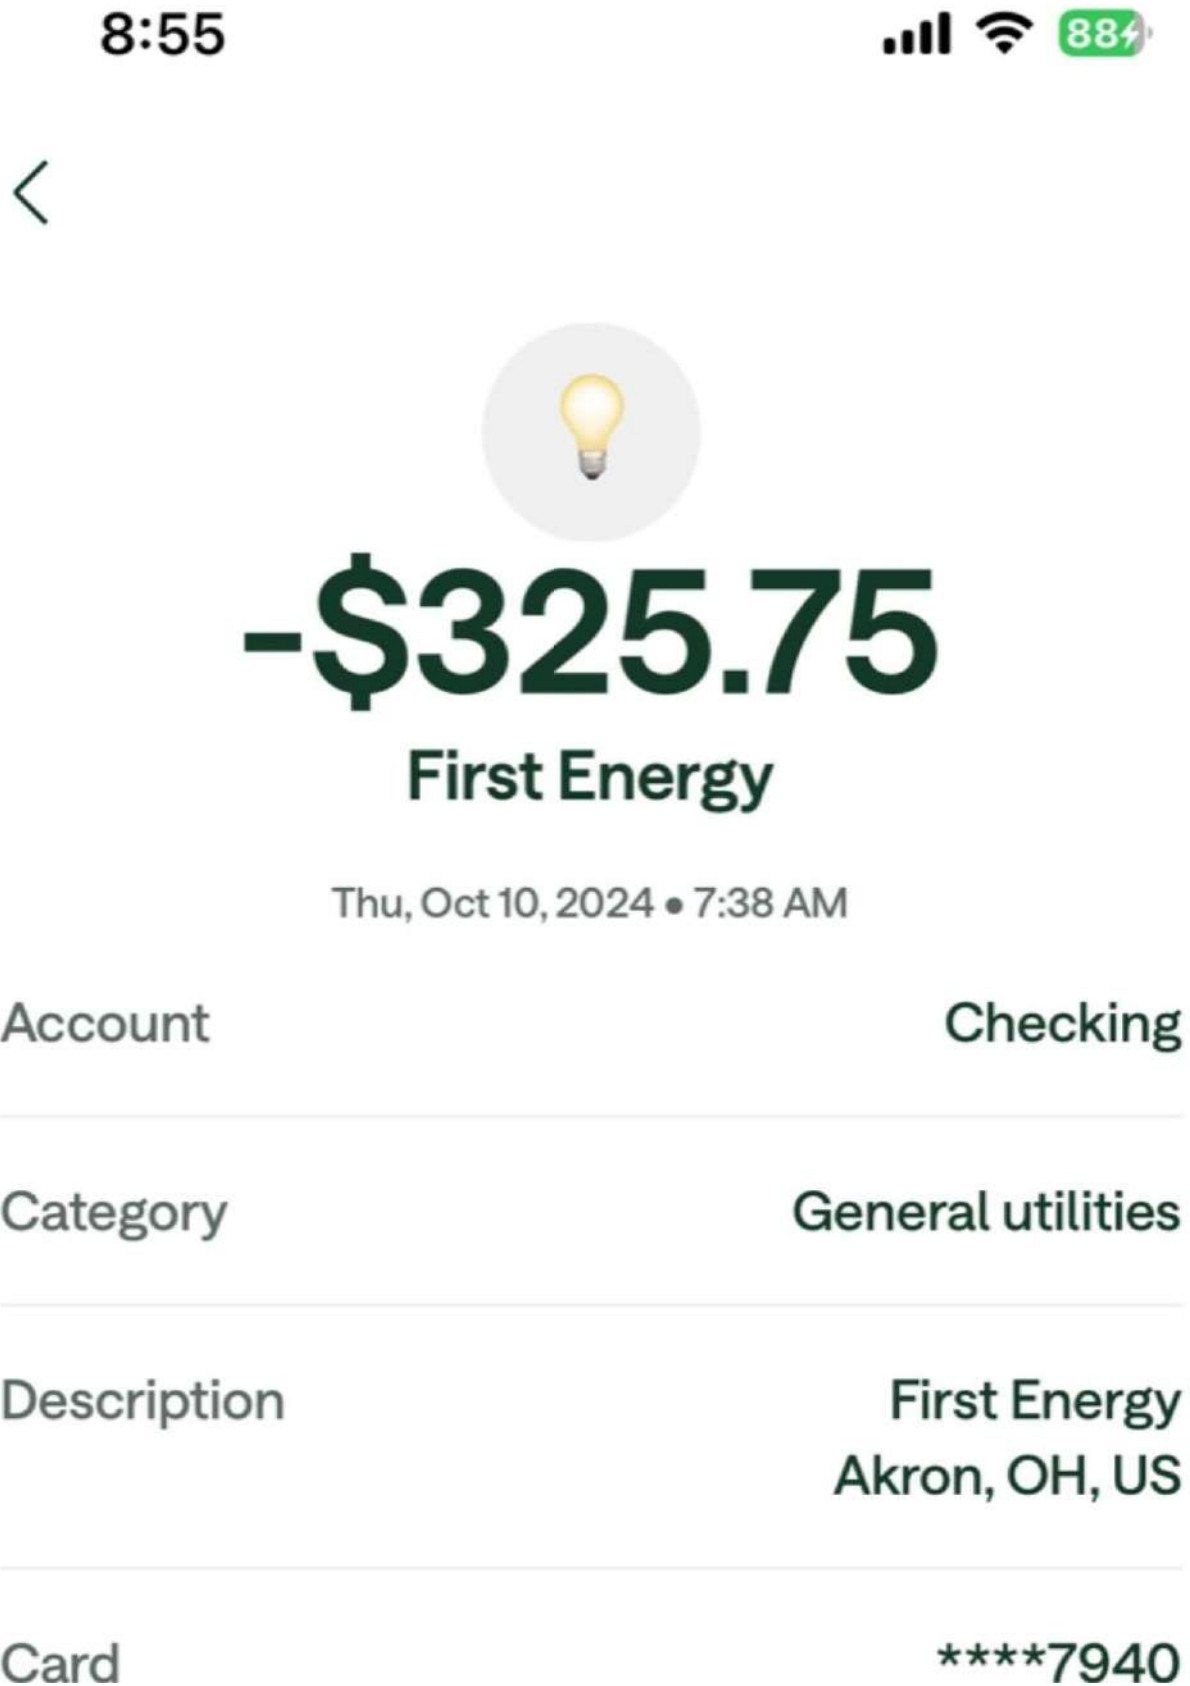 8:55
88
-$325.75
First Energy
Thu, Oct 10, 2024 • 7:38 AM
Account Checking
Category General utilities
Description First Energy
Akron, OH, US
Card ****7940